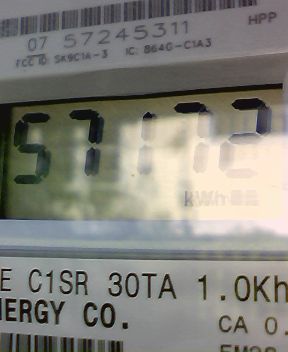 HPP
07 57245311
FCC ID SK9C1A-3 IC: 864G-C1A3
57172
kWh
E C1SR 30TA 1.0Kh
NERGY CO.
CA 0.